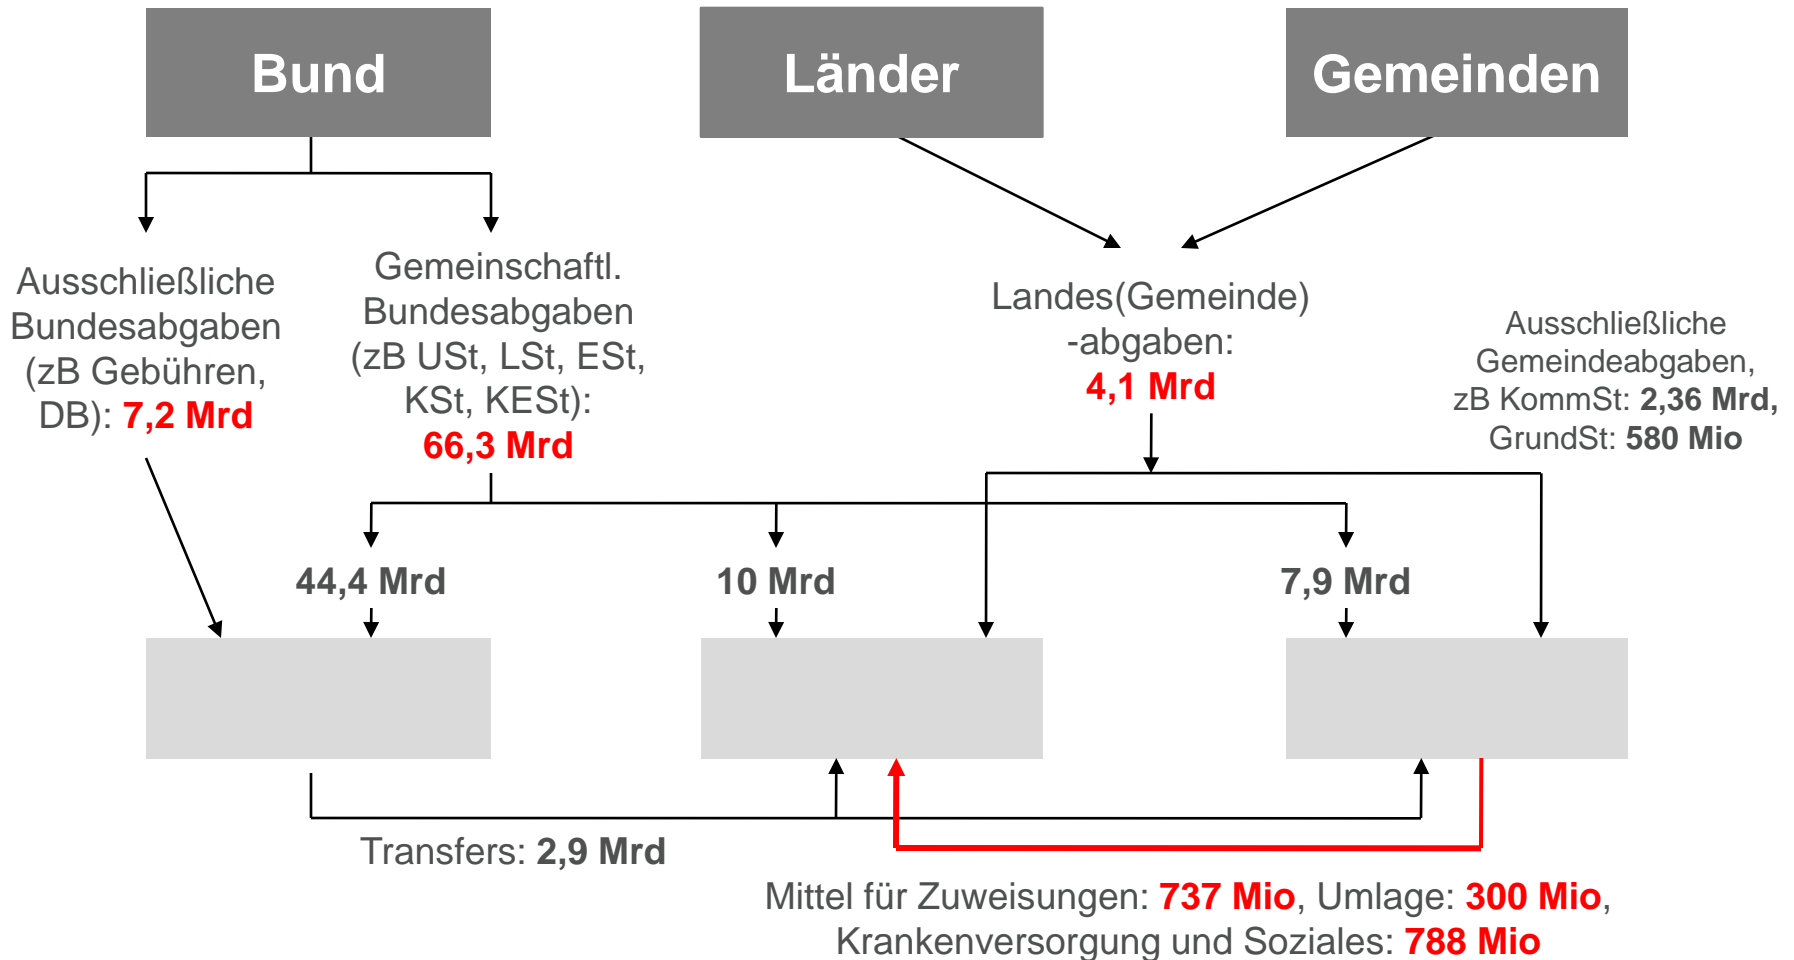 Bund
Länder
Gemeinden
Ausschließliche
Bundesabgaben
(zB Gebühren,
DB): 7,2 Mrd
Gemeinschaftl.
Bundesabgaben
(zB USt, LSt, ESt,
KSt, KESt):
66,3 Mrd
Landes(Gemeinde)
-abgaben:
4,1 Mrd
Ausschließliche
Gemeindeabgaben,
zB KommSt: 2,36 Mrd,
GrundSt: 580 Mio
44,4 Mrd
10 Mrd
7,9 Mrd
Transfers: 2,9 Mrd
Mittel für Zuweisungen: 737 Mio, Umlage: 300 Mio,
Krankenversorgung und Soziales: 788 Mio